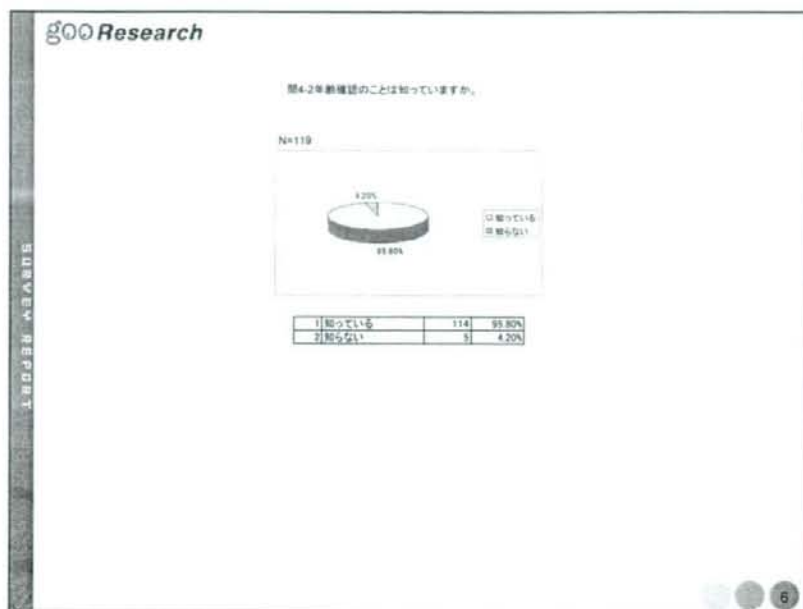 goo Research
問4-2年齢確認のことは知っていますか。
N=119
4.20%
95.80%
知っている
知らない
1 知っている 114 95.80%
2 知らない 5 4.20%
SURVEY REPORT
6